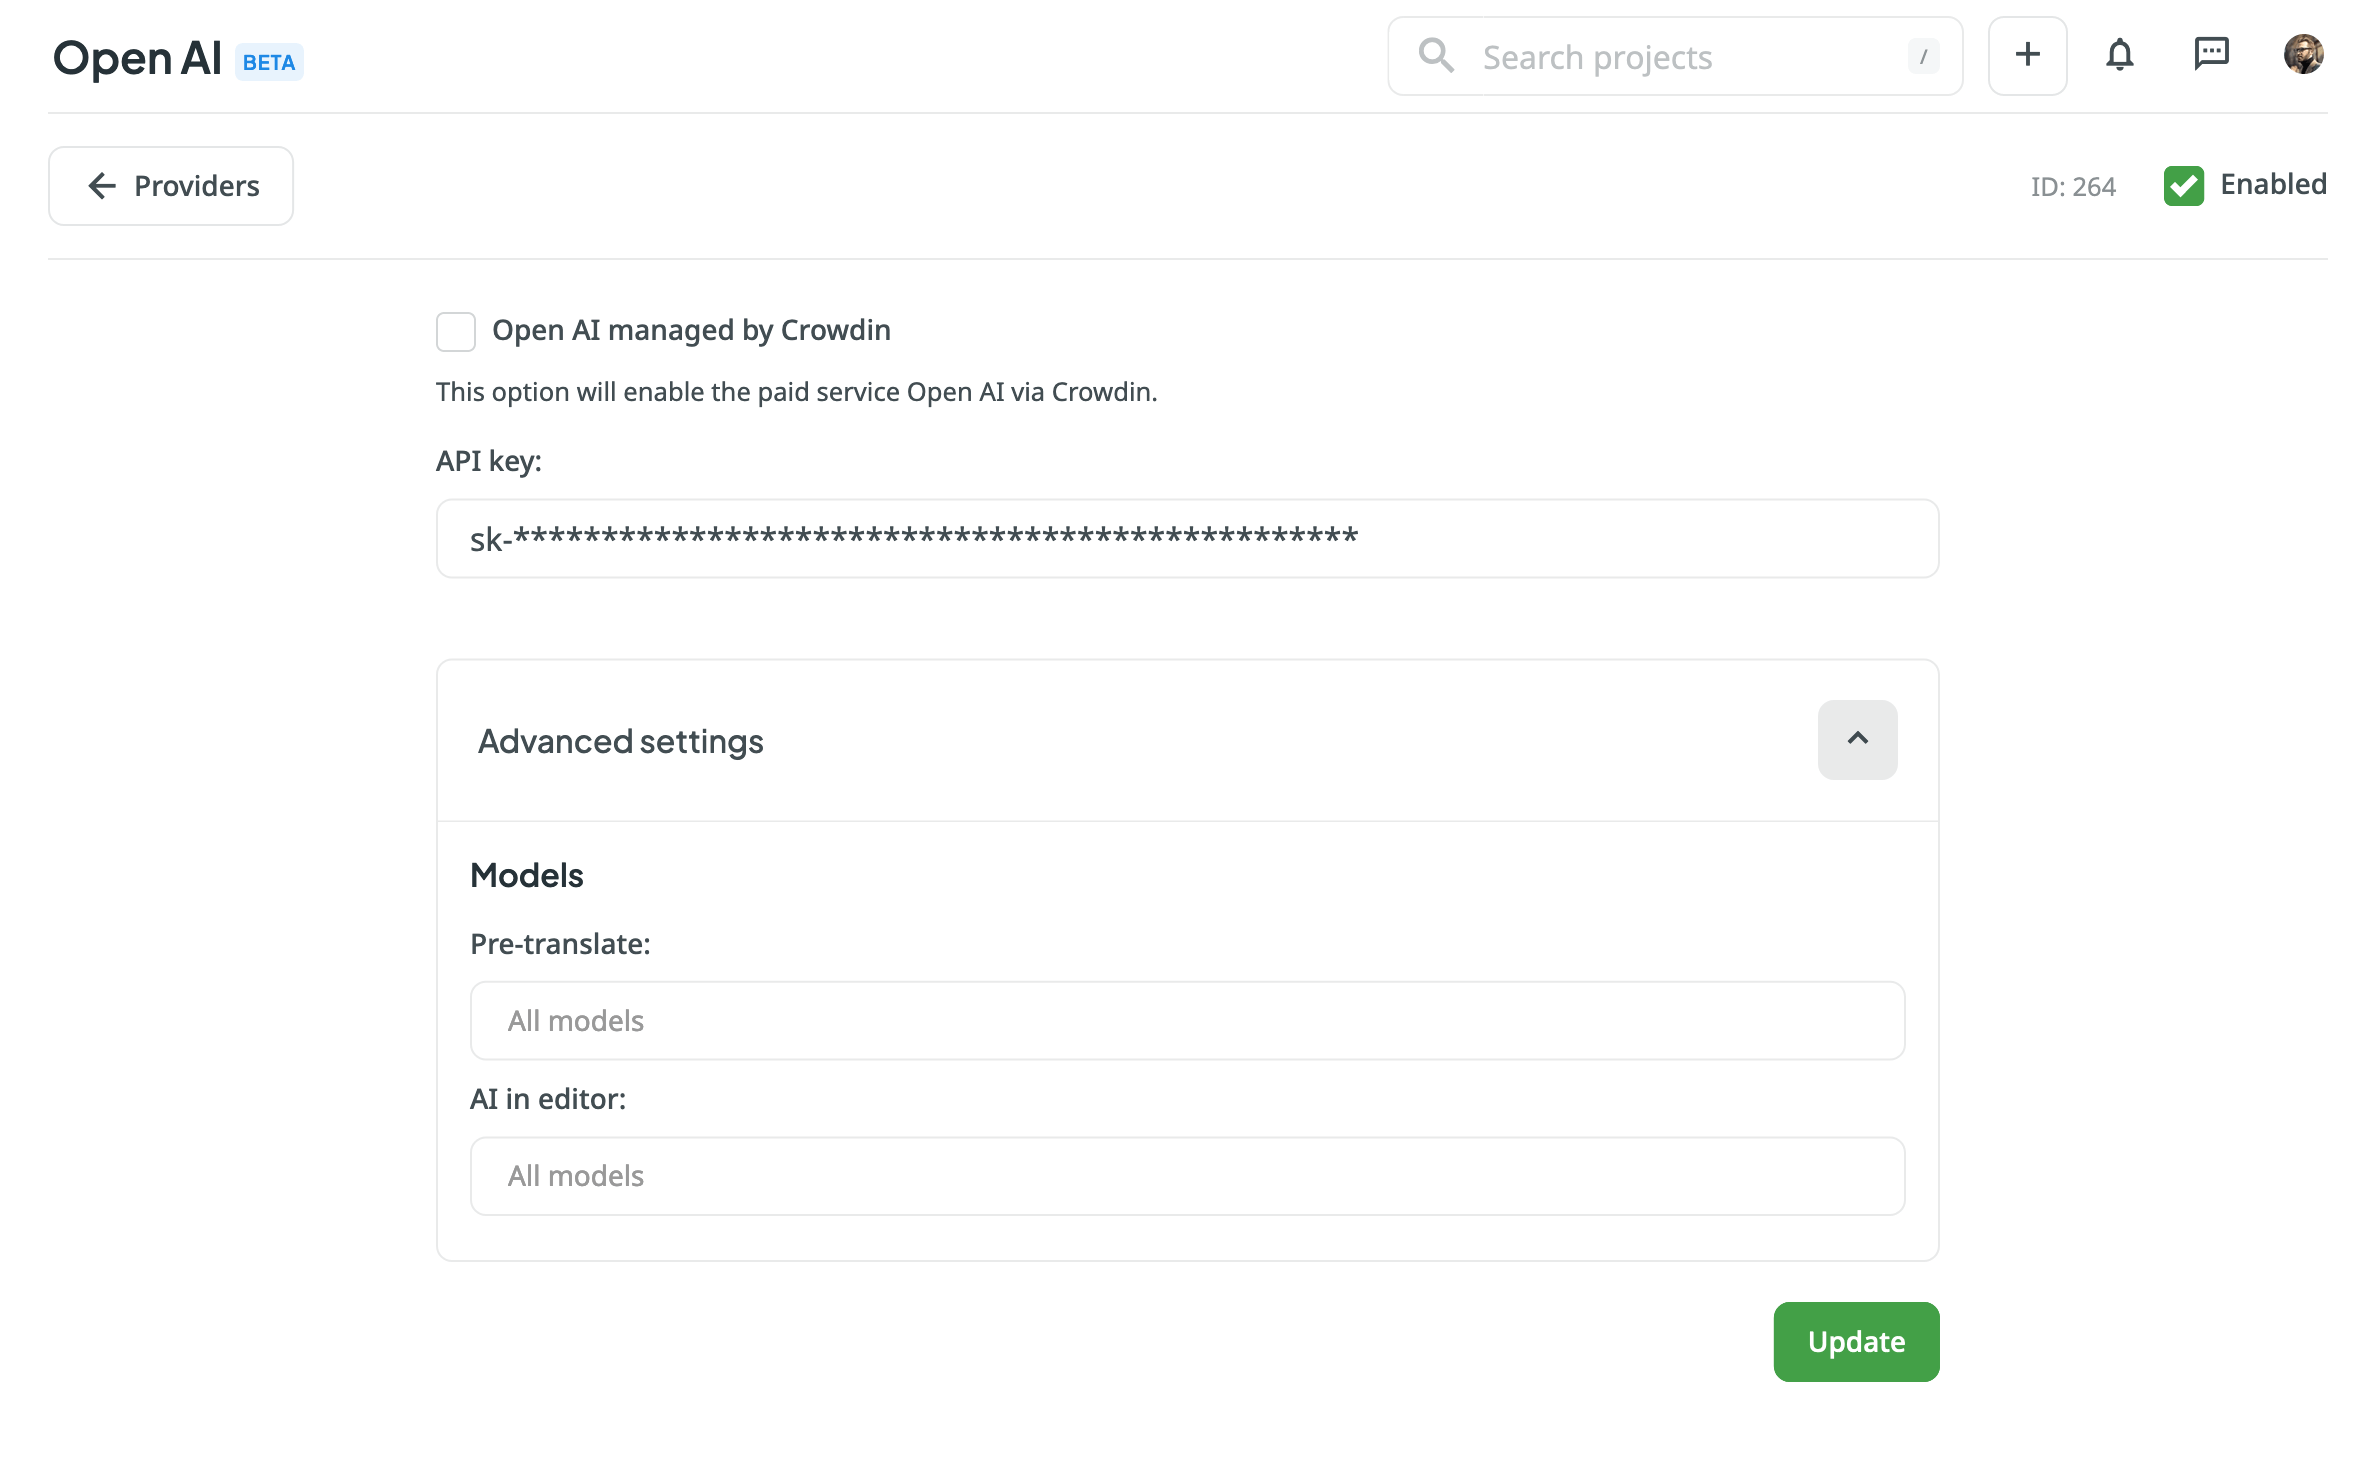 Open AI BETA
Search projects /
Providers
ID: 264
Enabled
Open AI managed by Crowdin
This option will enable the paid service Open AI via Crowdin.
API key:
sk-************************************************
Advanced settings
Models
Pre-translate:
All models
AI in editor:
All models
Update